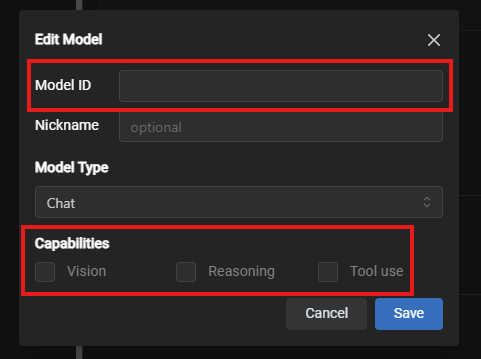 Edit Model
Model ID
Nickname optional
Model Type
Chat
Capabilities
Vision Reasoning Tool use
Cancel Save